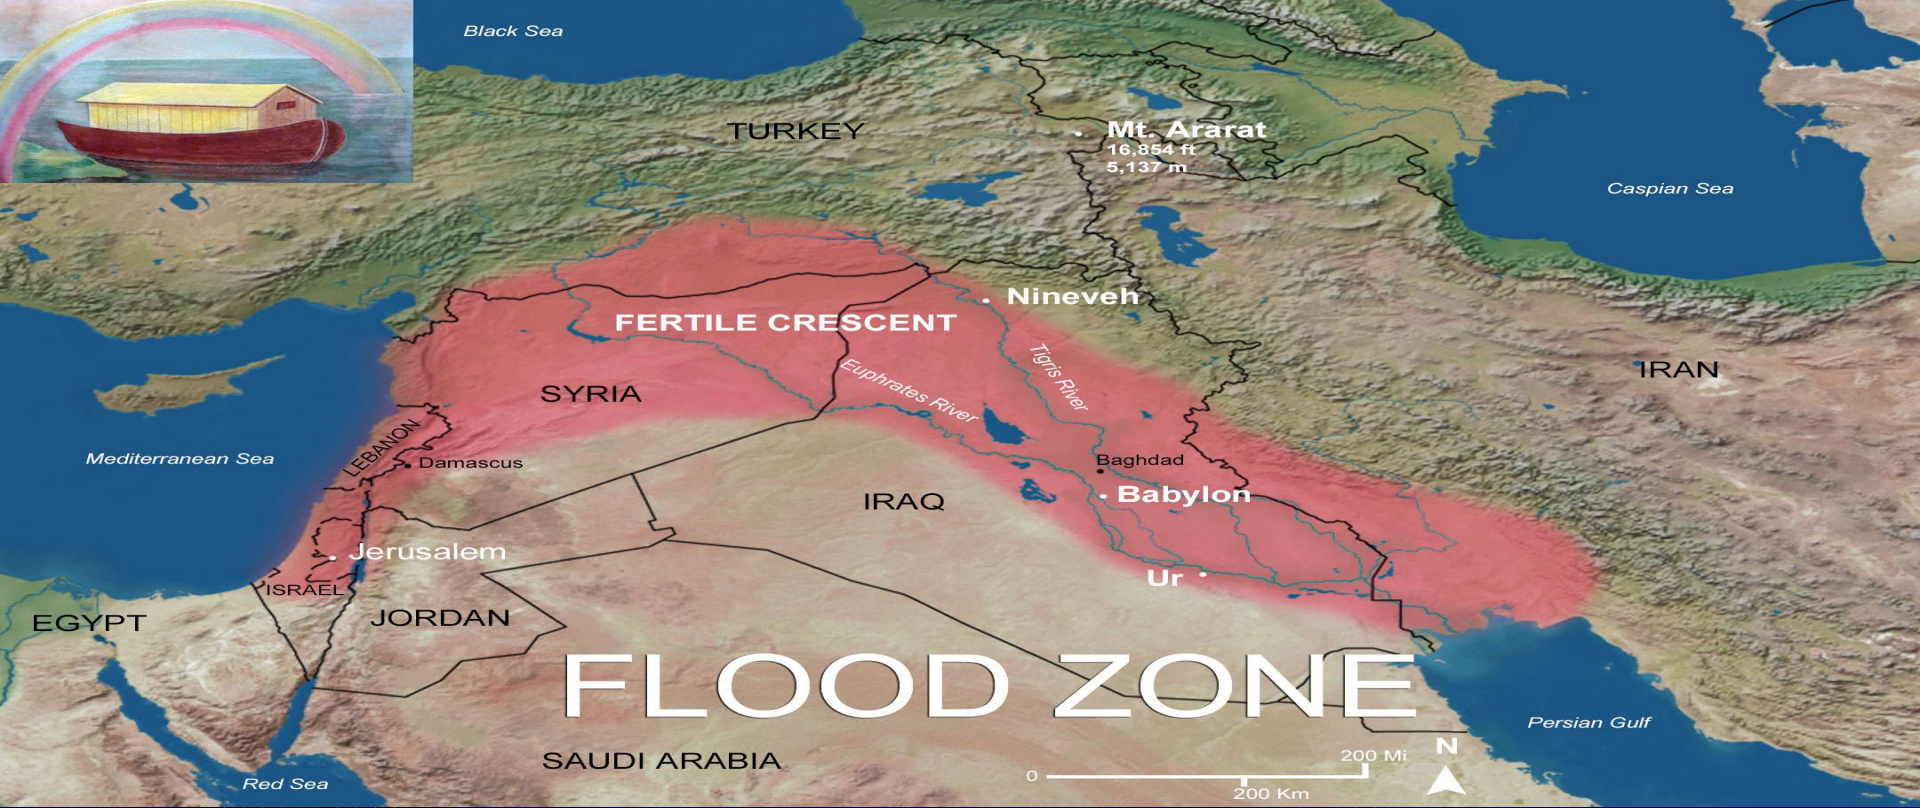 Black Sea
TURKEY
Mt. Ararat
16,854 ft
5,137 m
Caspian Sea
Nineveh
FERTILE CRESCENT
Tigris River
IRAN
SYRIA
Euphrates River
LEBANON
Mediterranean Sea
Damascus
Baghdad
IRAQ
Babylon
Jerusalem
Ur
ISRAEL
JORDAN
EGYPT
FLOOD ZONE
Persian Gulf
SAUDI ARABIA
N
200 Mi
0
200 Km
Red Sea